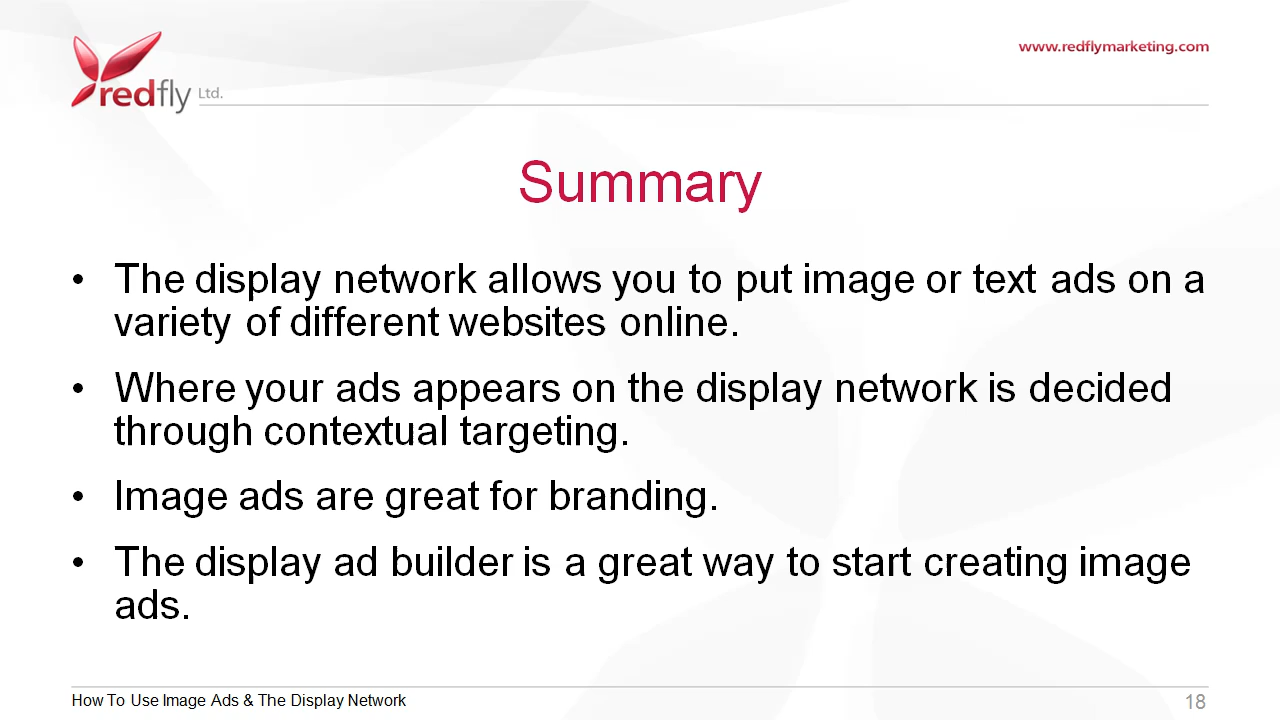 www.redflymarketing.com
redfly Ltd.
Summary
• The display network allows you to put image or text ads on a
variety of different websites online.
• Where your ads appears on the display network is decided
through contextual targeting.
• Image ads are great for branding.
• The display ad builder is a great way to start creating image
ads.
How To Use Image Ads & The Display Network
18